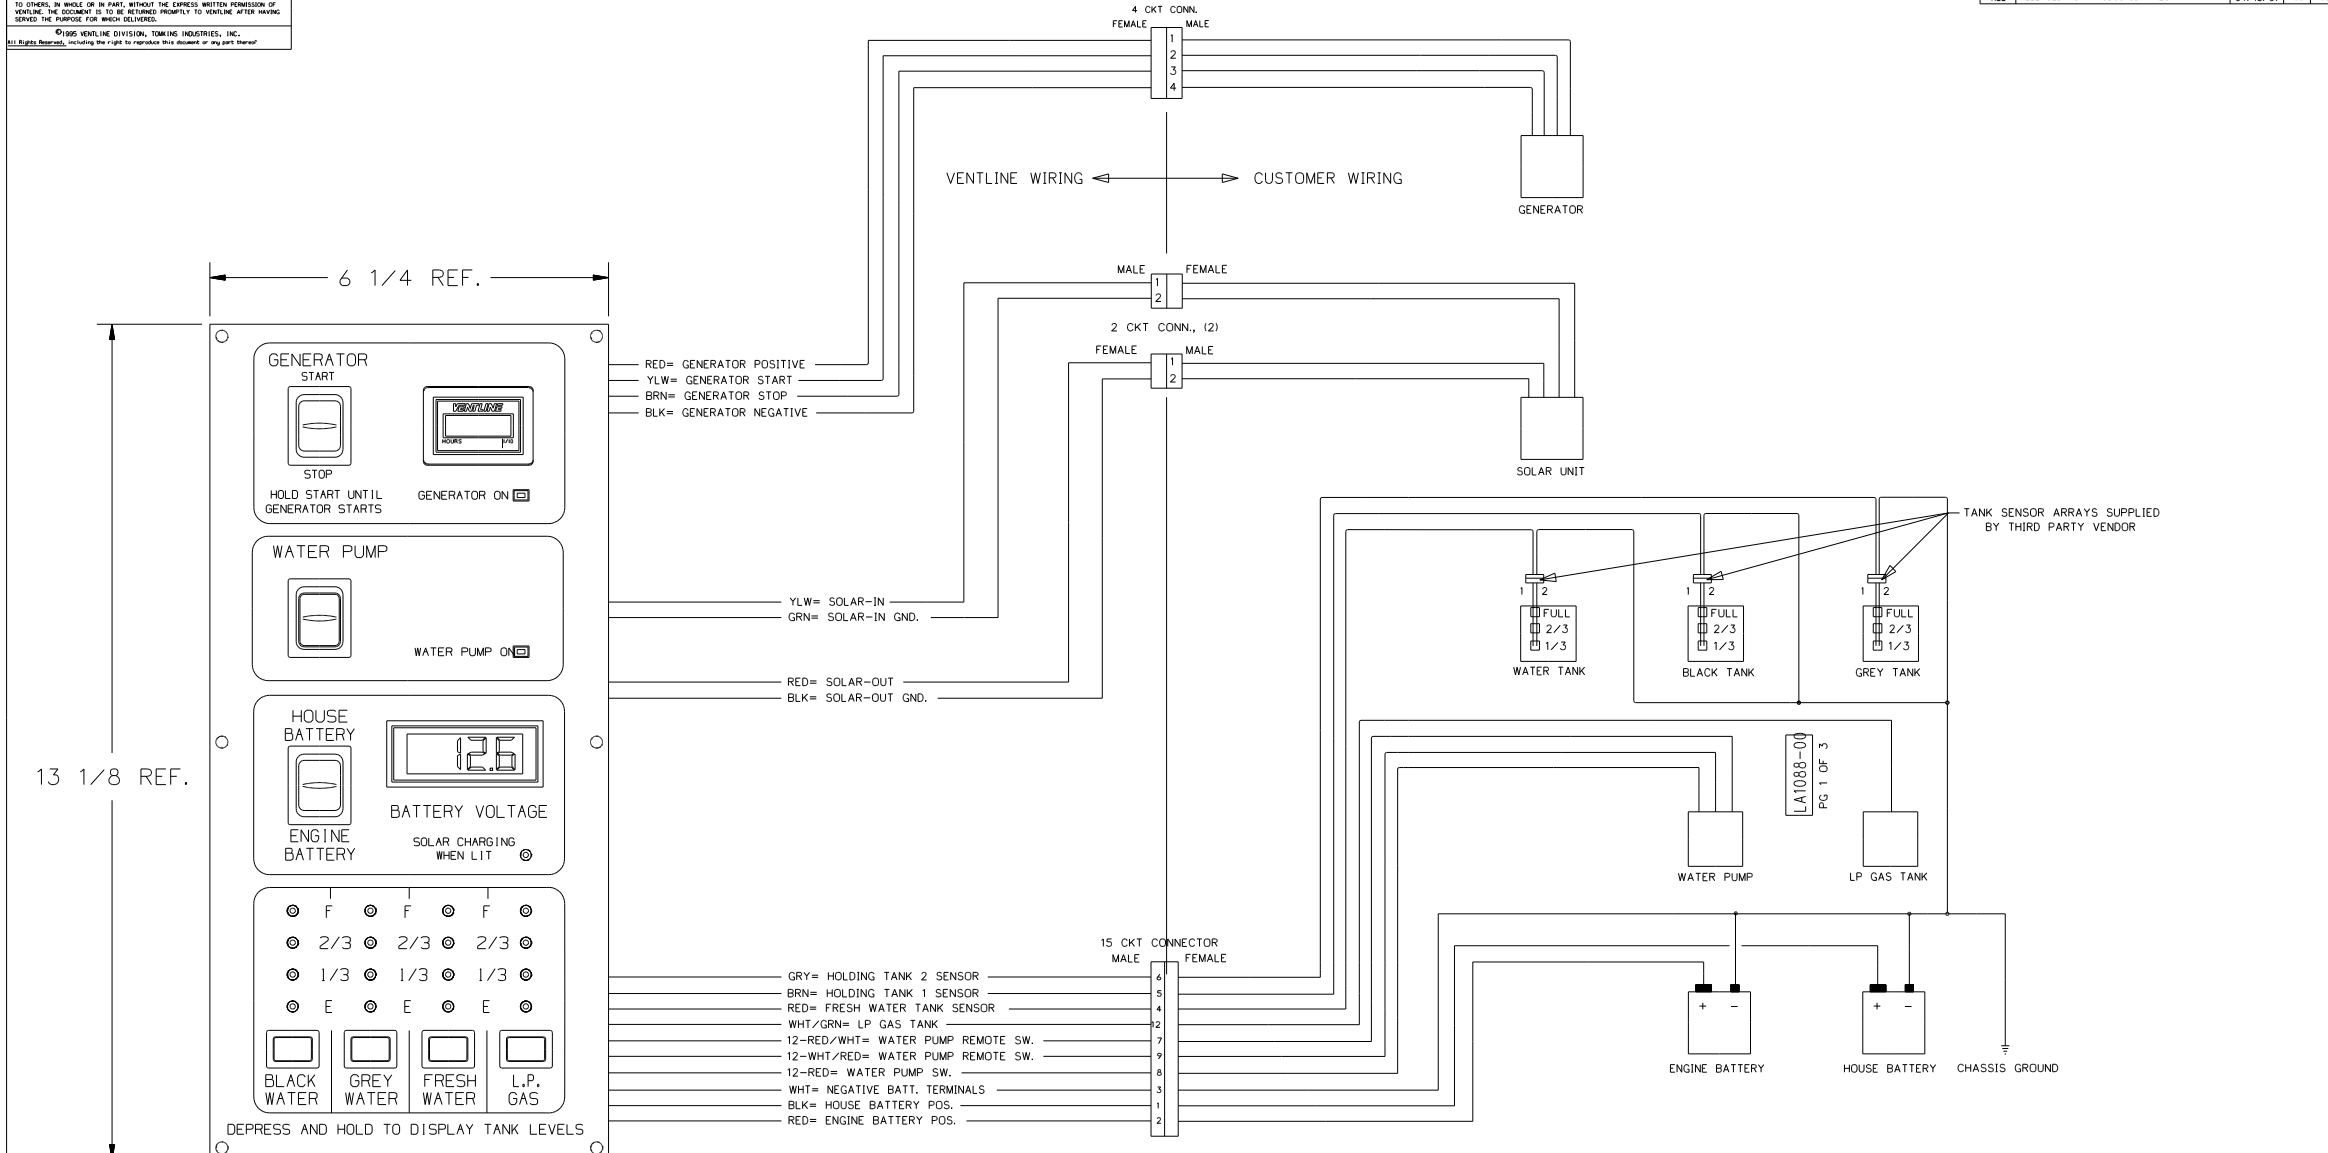 TO OTHERS, IN WHOLE OR IN PART, WITHOUT THE EXPRESS WRITTEN PERMISSION OF
VENTLINE. THE DOCUMENT IS TO BE RETURNED PROMPTLY TO VENTLINE AFTER HAVING
SERVED THE PURPOSE FOR WHICH DELIVERED.
©1995 VENTLINE DIVISION, TOMKINS INDUSTRIES, INC.
All Rights Reserved, including the right to reproduce this document or any part thereof
4 CKT CONN.
FEMALE MALE
1
2
3
4
VENTLINE WIRING CUSTOMER WIRING
GENERATOR
6 1/4 REF.
13 1/8 REF.
MALE FEMALE
1
2
2 CKT CONN., (2)
FEMALE MALE
1
2
SOLAR UNIT
GENERATOR
START
STOP
HOLD START UNTIL
GENERATOR STARTS
VENTLINE
HOURS 1/10
GENERATOR ON
RED= GENERATOR POSITIVE
YLW= GENERATOR START
BRN= GENERATOR STOP
BLK= GENERATOR NEGATIVE
WATER PUMP
WATER PUMP ON
YLW= SOLAR-IN
GRN= SOLAR-IN GND.
RED= SOLAR-OUT
BLK= SOLAR-OUT GND.
TANK SENSOR ARRAYS SUPPLIED
BY THIRD PARTY VENDOR
1 2
FULL
2/3
1/3
WATER TANK
1 2
FULL
2/3
1/3
BLACK TANK
1 2
FULL
2/3
1/3
GREY TANK
HOUSE
BATTERY
ENGINE
BATTERY
12.6
BATTERY VOLTAGE
SOLAR CHARGING
WHEN LIT
LA1088-00
PG 1 OF 3
WATER PUMP
LP GAS TANK
F F F
2/3 2/3 2/3
1/3 1/3 1/3
E E E
BLACK
WATER
GREY
WATER
FRESH
WATER
L.P.
GAS
DEPRESS AND HOLD TO DISPLAY TANK LEVELS
15 CKT CONNECTOR
MALE FEMALE
GRY= HOLDING TANK 2 SENSOR 6
BRN= HOLDING TANK 1 SENSOR 5
RED= FRESH WATER TANK SENSOR 4
WHT/GRN= LP GAS TANK 12
12-RED/WHT= WATER PUMP REMOTE SW. 7
12-WHT/RED= WATER PUMP REMOTE SW. 9
12-RED= WATER PUMP SW. 8
WHT= NEGATIVE BATT. TERMINALS 3
BLK= HOUSE BATTERY POS. 1
RED= ENGINE BATTERY POS. 2
+ −
ENGINE BATTERY
+ −
HOUSE BATTERY
CHASSIS GROUND